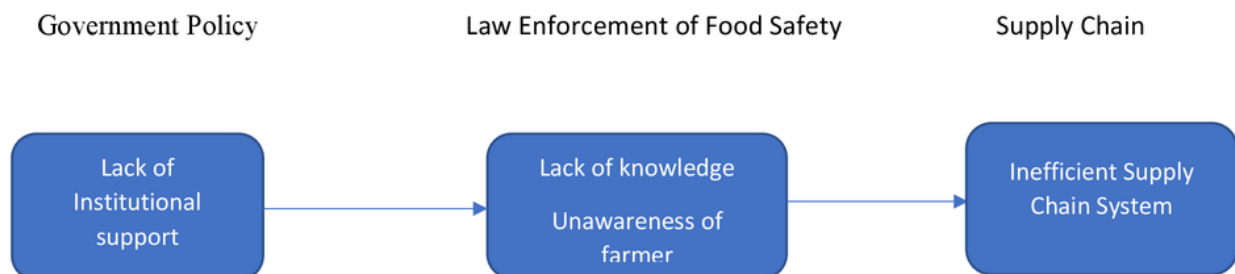 Government Policy
Law Enforcement of Food Safety
Supply Chain
Lack of
Institutional
support
Lack of knowledge
Unawareness of
farmer
Inefficient Supply
Chain System